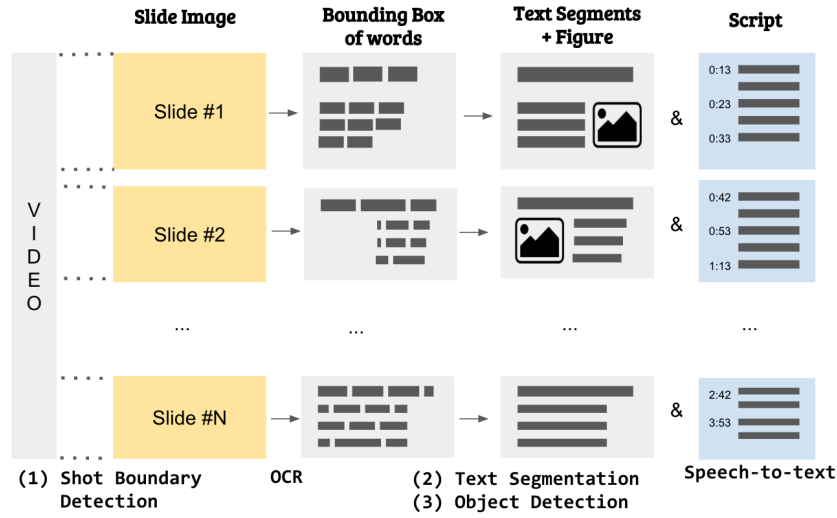 Slide Image
Bounding Box
of words
Text Segments
+ Figure
Script
VIDEO
Slide #1
&
0:13
0:23
0:33
Slide #2
&
0:42
0:53
1:13
...
...
...
...
Slide #N
&
2:42
3:53
(1) Shot Boundary
Detection
OCR
(2) Text Segmentation
(3) Object Detection
Speech-to-text